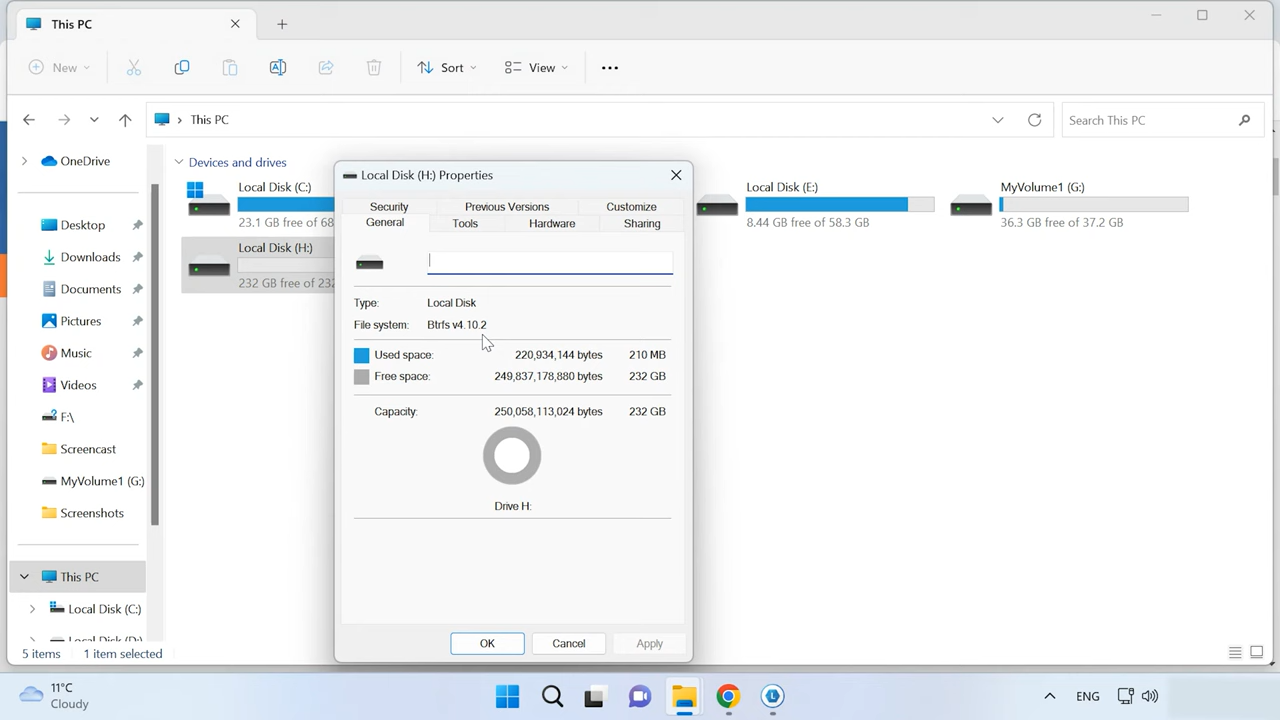 This PC
New
Sort
View
This PC
Search This PC
OneDrive
Desktop
Downloads
Documents
Pictures
Music
Videos
F:\
Screencast
MyVolume1 (G:)
Screenshots
This PC
Local Disk (C:)
Local Disk (D:)
5 items 1 item selected
Devices and drives
Local Disk (C:)
23.1 GB free of 68
Local Disk (E:)
8.44 GB free of 58.3 GB
MyVolume1 (G:)
36.3 GB free of 37.2 GB
Local Disk (H:)
232 GB free of 232
Local Disk (H:) Properties
Security Previous Versions Customize
General Tools Hardware Sharing
Type: Local Disk
File system: Btrfs v4.10.2
Used space: 220,934,144 bytes 210 MB
Free space: 249,837,178,880 bytes 232 GB
Capacity: 250,058,113,024 bytes 232 GB
Drive H:
OK Cancel Apply
11°C
Cloudy
ENG